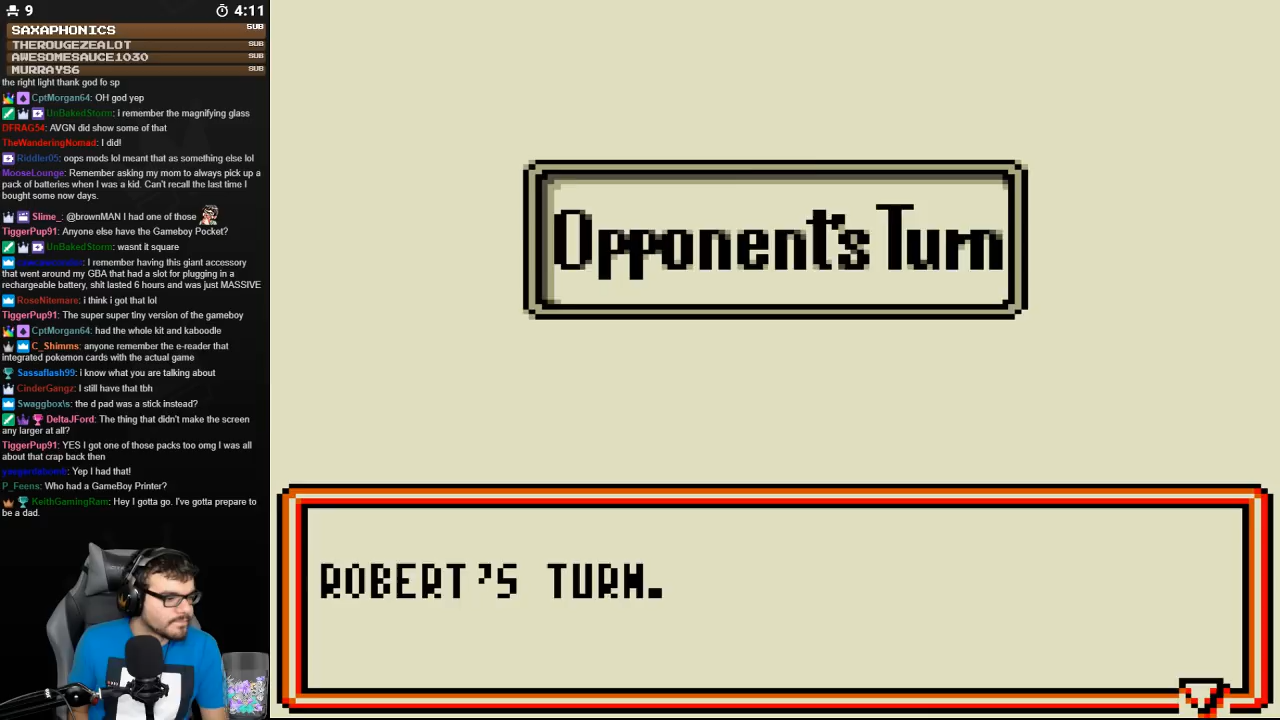 9
4:11
SAXAPHONICS SUB
THEROUGEZEALOT SUB
AWESOMESAUCE1030 SUB
MURRAYS6 SUB
the right light thank god fo sp
CptMorgan64: OH god yep
UnBakedStorm: i remember the magnifying glass
DFRAG54: AVGN did show some of that
TheWanderingNomad: I did!
Riddler05: oops mods lol meant that as something else lol
MooseLounge: Remember asking my mom to always pick up a
pack of batteries when I was a kid. Can't recall the last time I
bought some now days.
Slime_: @brownMAN I had one of those
TiggerPup91: Anyone else have the Gameboy Pocket?
UnBakedStorm: wasnt it square
I remember having this giant accessory
that went around my GBA that had a slot for plugging in a
rechargeable battery, shit lasted 6 hours and was just MASSIVE
RoseNitemare: i think i got that lol
TiggerPup91: The super super tiny version of the gameboy
CptMorgan64: had the whole kit and kaboodle
C_Shimms: anyone remember the e-reader that
integrated pokemon cards with the actual game
Sassaflash99: i know what you are talking about
CinderGangz: I still have that tbh
Swaggbox\s: the d pad was a stick instead?
DeltaJFord: The thing that didn't make the screen
any larger at all?
TiggerPup91: YES I got one of those packs too omg I was all
about that crap back then
Yep I had that!
P_Feens: Who had a GameBoy Printer?
KeithGamingRam: Hey I gotta go. I've gotta prepare to
be a dad.
Opponent's Turn
ROBERT'S TURN.